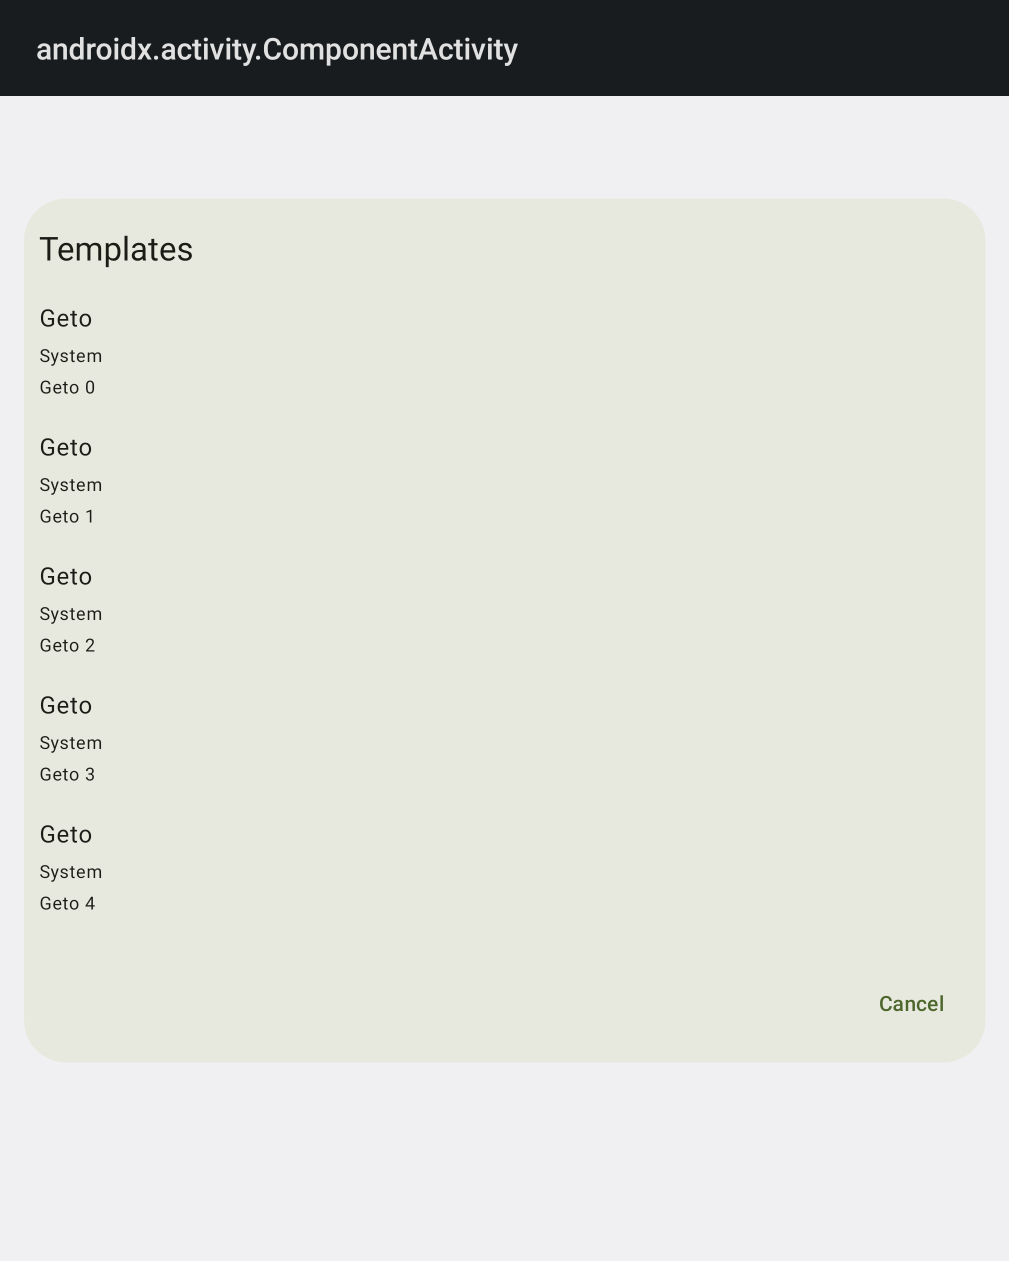 androidx.activity.ComponentActivity
Templates
Geto
System
Geto 0
Geto
System
Geto 1
Geto
System
Geto 2
Geto
System
Geto 3
Geto
System
Geto 4
Cancel